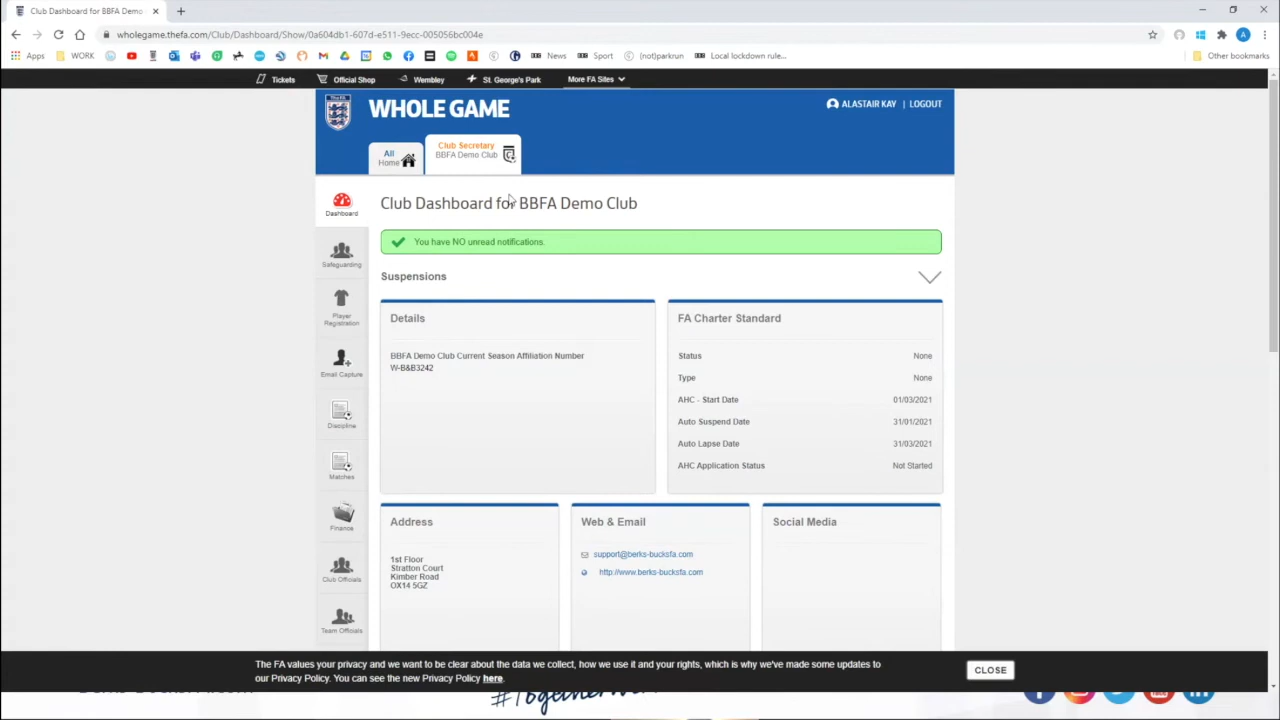 Club Dashboard for BBFA Demo
wholegame.thefa.com/Club/Dashboard/Show/0a604db1-607d-e511-9ecc-005056bc004e
Apps WORK News Sport (not)parkrun Local lockdown rule... Other bookmarks
Tickets Official Shop Wembley St. George's Park More FA Sites
WHOLE GAME
ALASTAIR KAY | LOGOUT
All
Home
Club Secretary
BBFA Demo Club
Dashboard
Safeguarding
Player
Registration
Email Capture
Discipline
Matches
Finance
Club Officials
Team Officials
Club Dashboard for BBFA Demo Club
You have NO unread notifications.
Suspensions
Details
BBFA Demo Club Current Season Affiliation Number
W-B&B3242
FA Charter Standard
Status None
Type None
AHC - Start Date 01/03/2021
Auto Suspend Date 31/01/2021
Auto Lapse Date 31/03/2021
AHC Application Status Not Started
Address
1st Floor
Stratton Court
Kimber Road
OX14 5GZ
Web & Email
support@berks-bucksfa.com
http://www.berks-bucksfa.com
Social Media
The FA values your privacy and we want to be clear about the data we collect, how we use it and your rights, which is why we've made some updates to
our Privacy Policy. You can see the new Privacy Policy here.
CLOSE